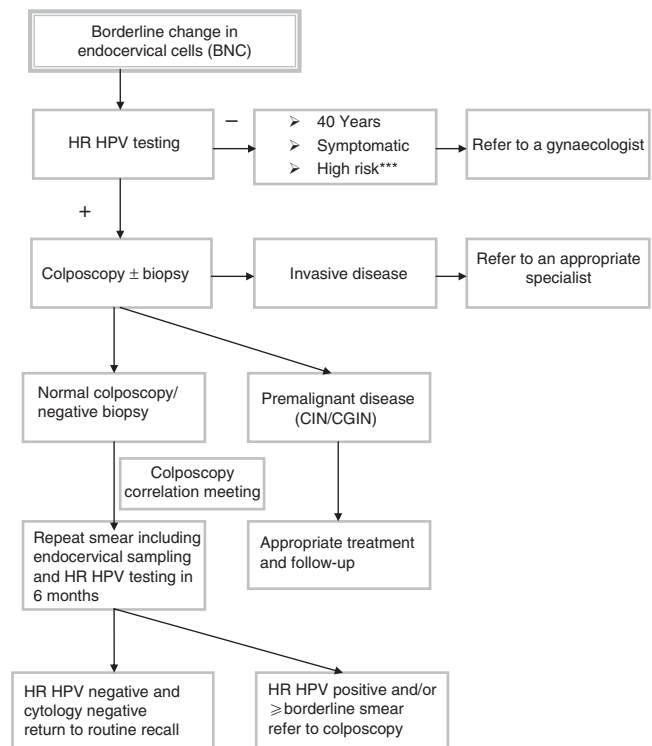 Borderline change in
endocervical cells (BNC)
HR HPV testing
–
➢ 40 Years
➢ Symptomatic
➢ High risk***
Refer to a gynaecologist
+
Colposcopy ± biopsy
Invasive disease
Refer to an appropriate
specialist
Normal colposcopy/
negative biopsy
Premalignant disease
(CIN/CGIN)
Colposcopy
correlation meeting
Repeat smear including
endocervical sampling
and HR HPV testing in
6 months
Appropriate treatment
and follow-up
HR HPV negative and
cytology negative
return to routine recall
HR HPV positive and/or
⩾borderline smear
refer to colposcopy